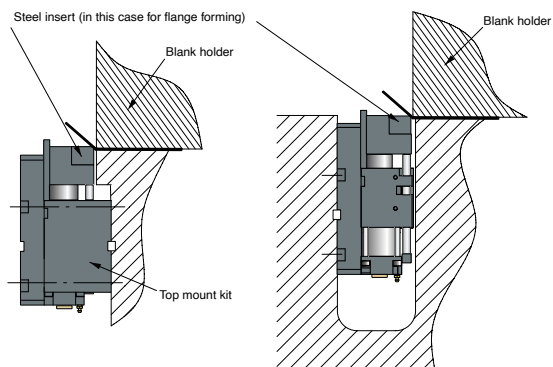 Steel insert (in this case for flange forming)
Blank holder
Blank holder
Top mount kit